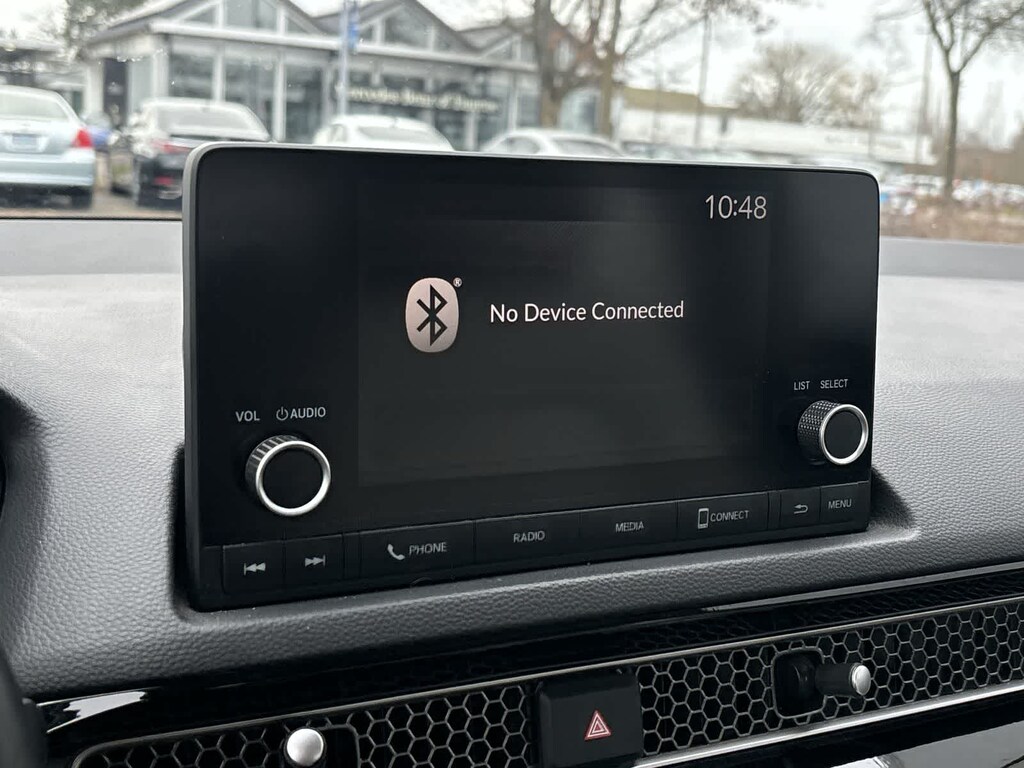 10:48
®
No Device Connected
LIST SELECT
VOL AUDIO
PHONE RADIO MEDIA CONNECT MENU